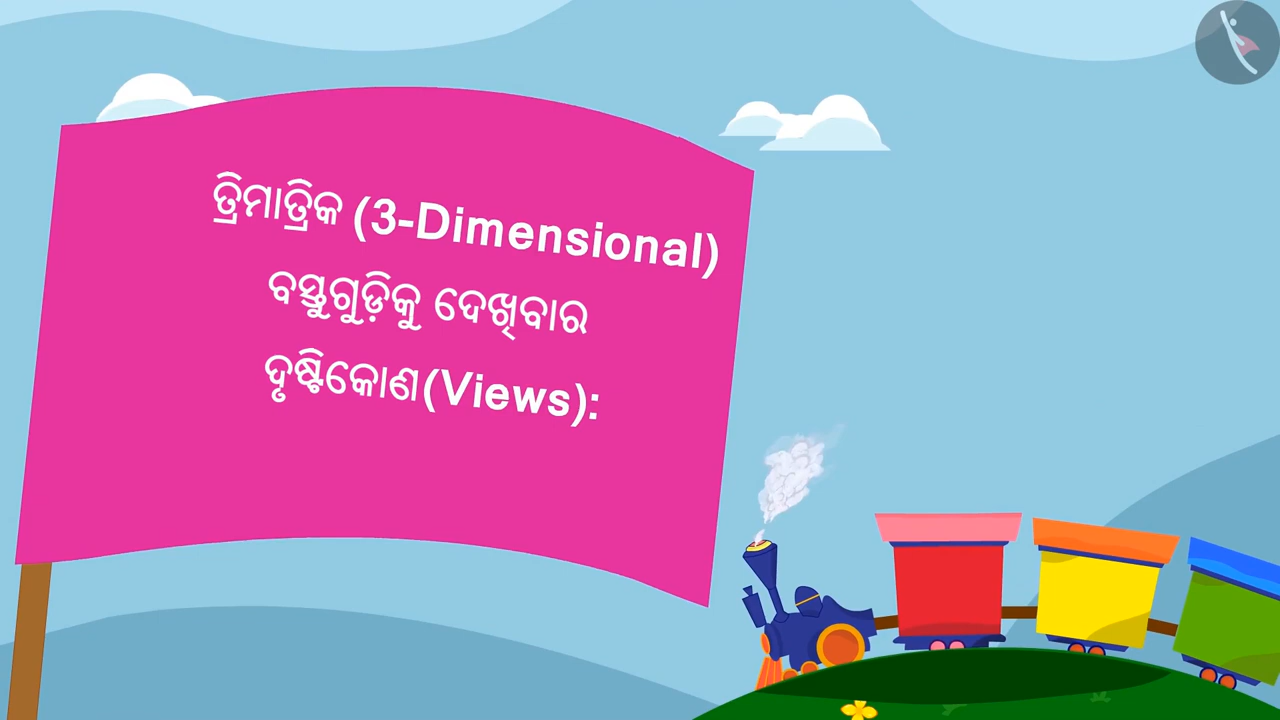 ତ୍ରିମାତ୍ରିକ (3-Dimensional)
ବସ୍ତୁଗୁଡ଼ିକୁ ଦେଖିବାର
ଦୃଷ୍ଟିକୋଣ(Views):